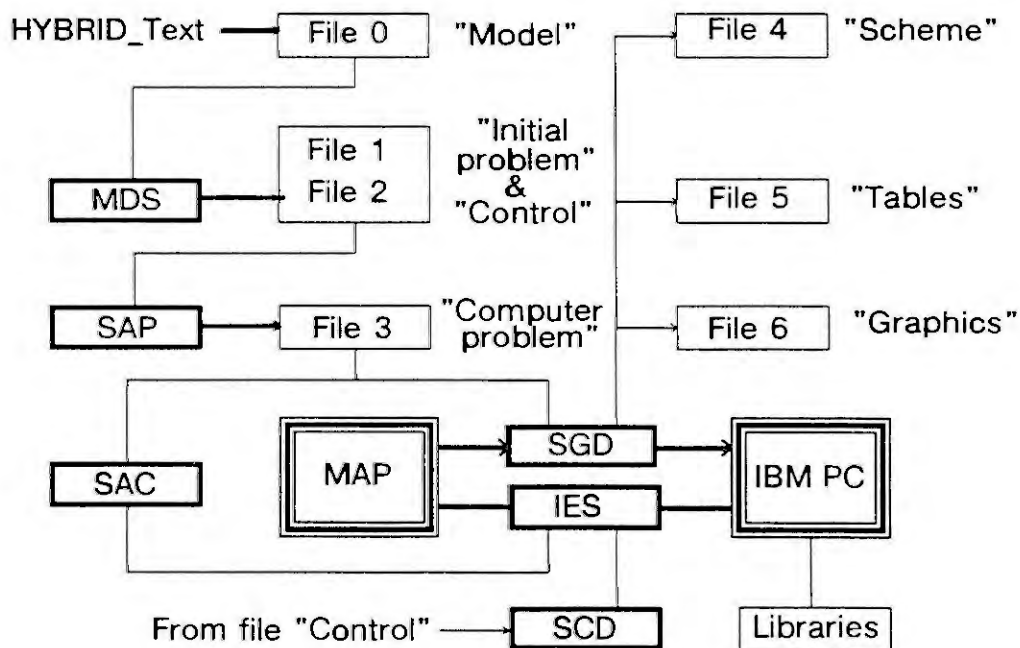 HYBRID_Text
File 0
"Model"
File 4
"Scheme"
File 1
File 2
"Initial
problem"
&
"Control"
MDS
File 5
"Tables"
SAP
File 3
"Computer
problem"
File 6
"Graphics"
MAP
SGD
IBM PC
SAC
IES
From file "Control"
SCD
Libraries